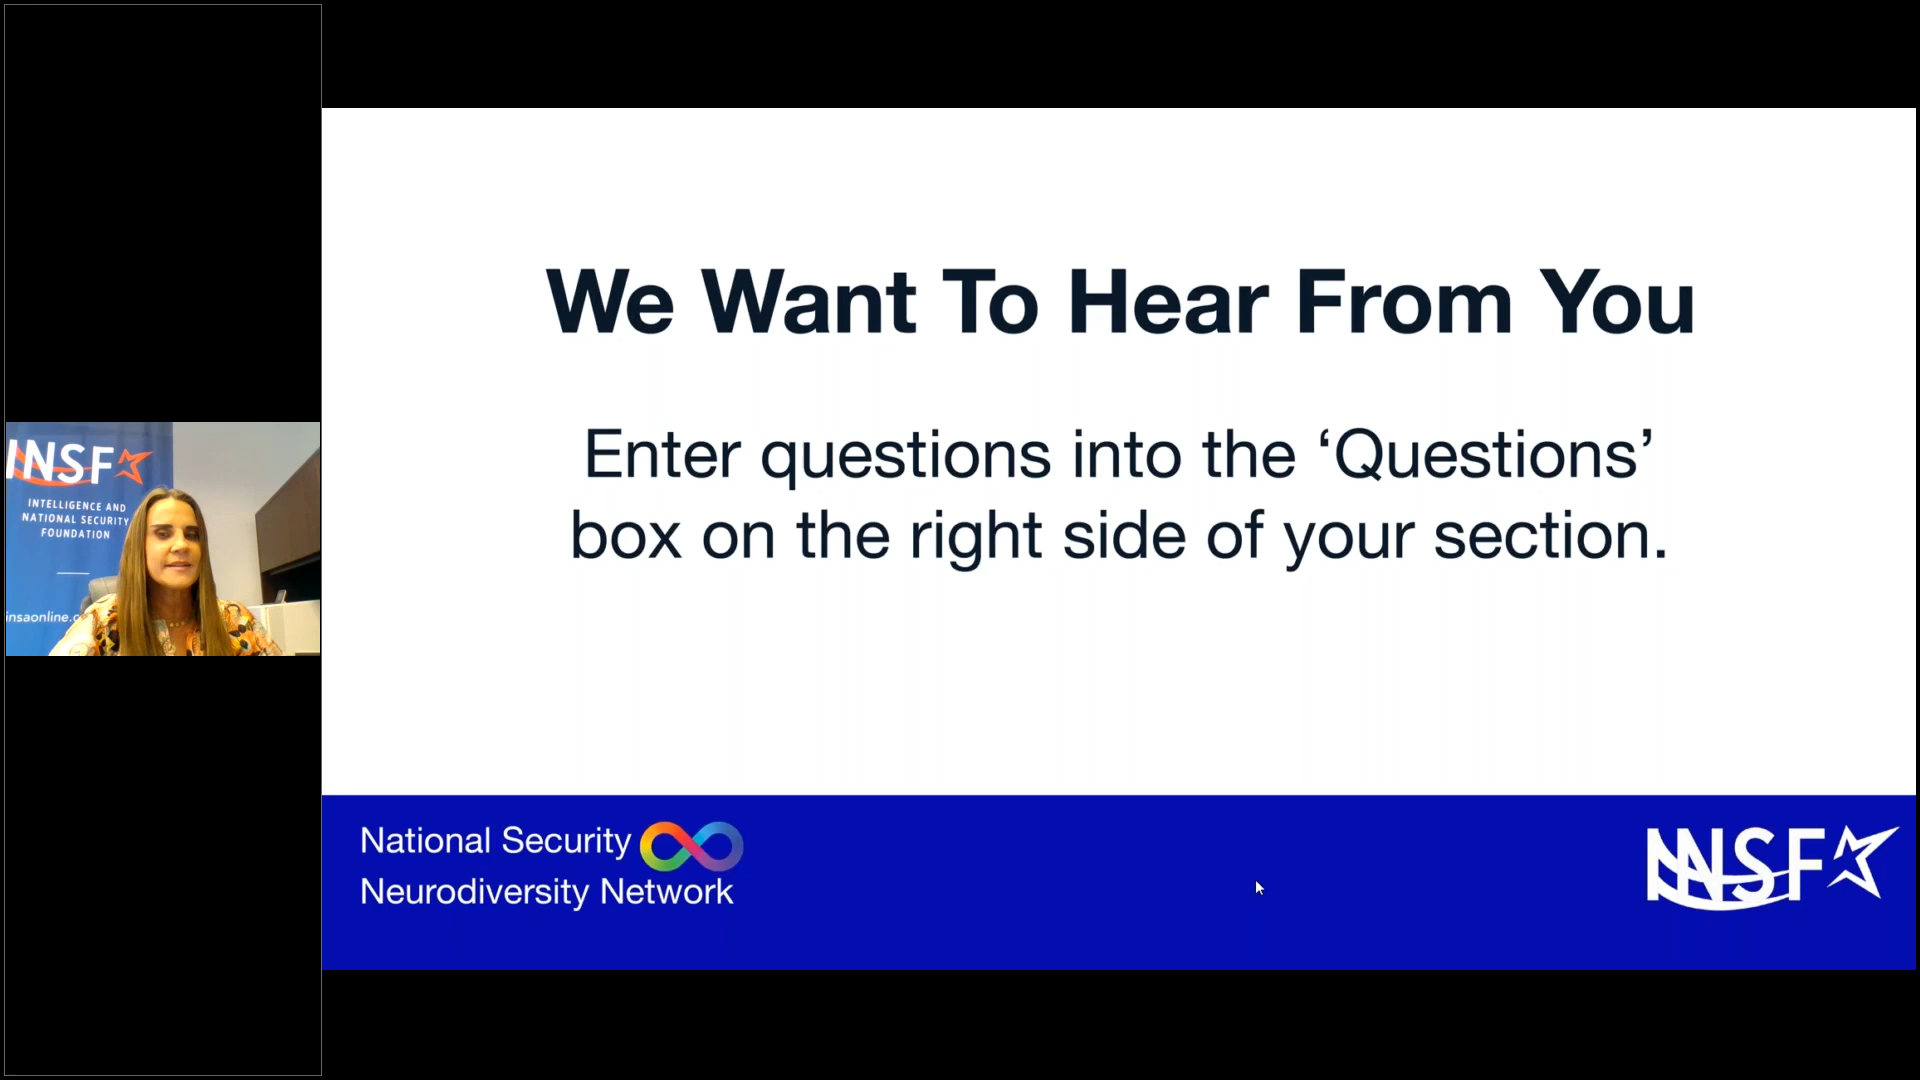 INSF
INTELLIGENCE AND
NATIONAL SECURITY
FOUNDATION
insaonline.
We Want To Hear From You
Enter questions into the ‘Questions’
box on the right side of your section.
National Security
Neurodiversity Network
INSF